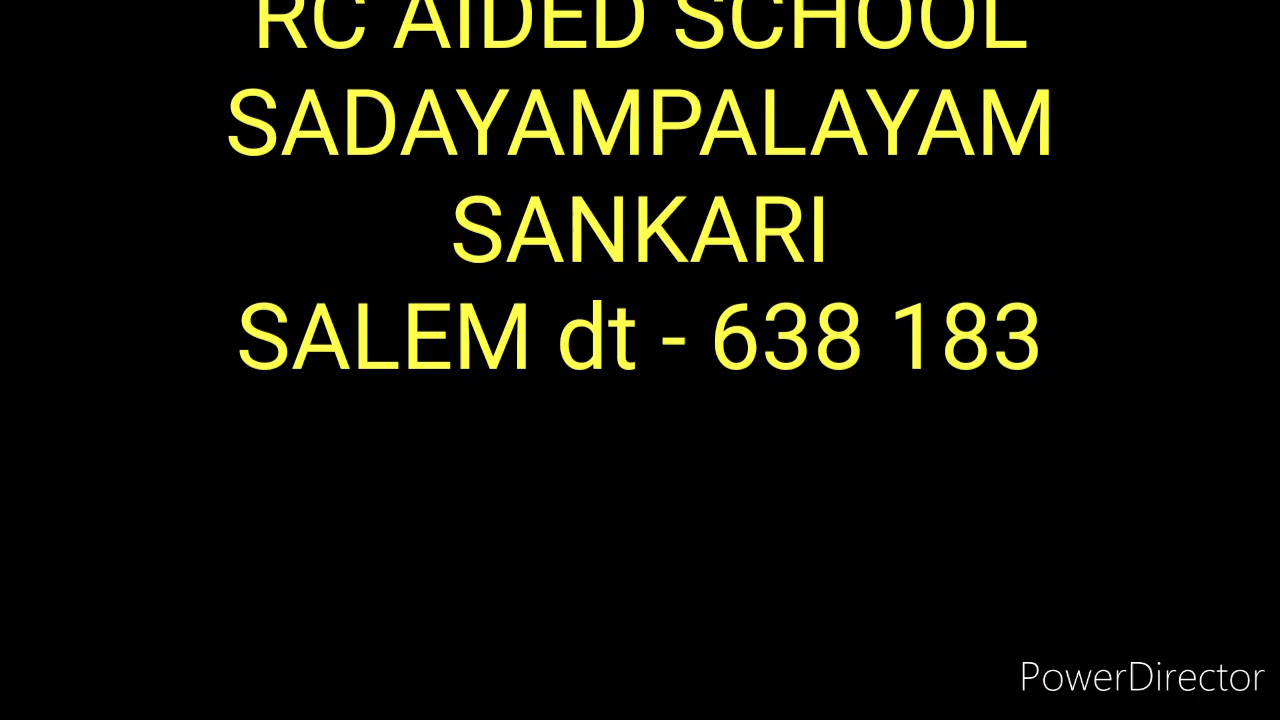 RC AIDED SCHOOL
SADAYAMPALAYAM
SANKARI
SALEM dt - 638 183
PowerDirector